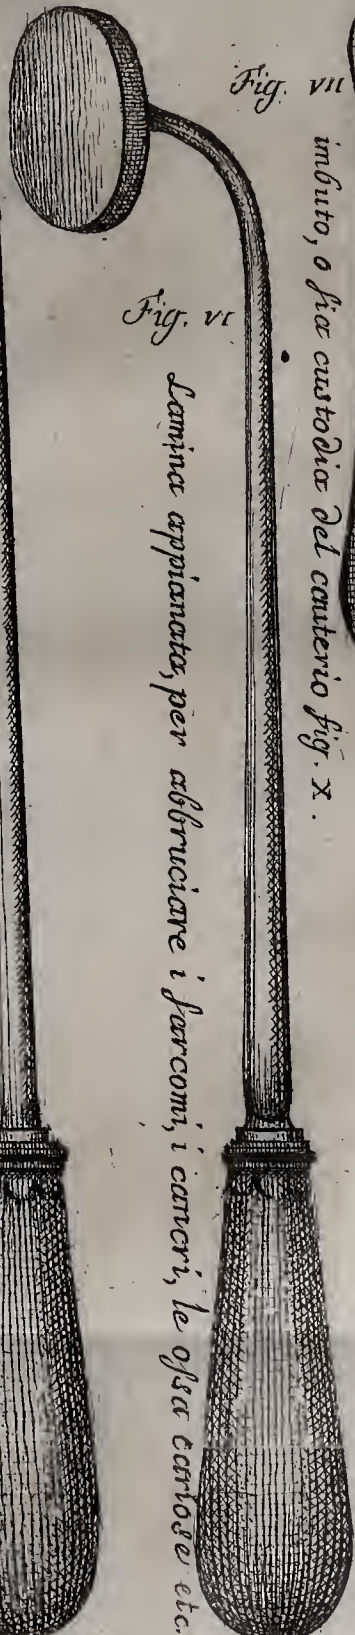 Fig. VII
imbuto, o ſia custodia del cauterio fig. X.
Fig. VI
Lamina appianata, per abbruciare i ſarcomi, i cancri, le oſsa cariose etc.